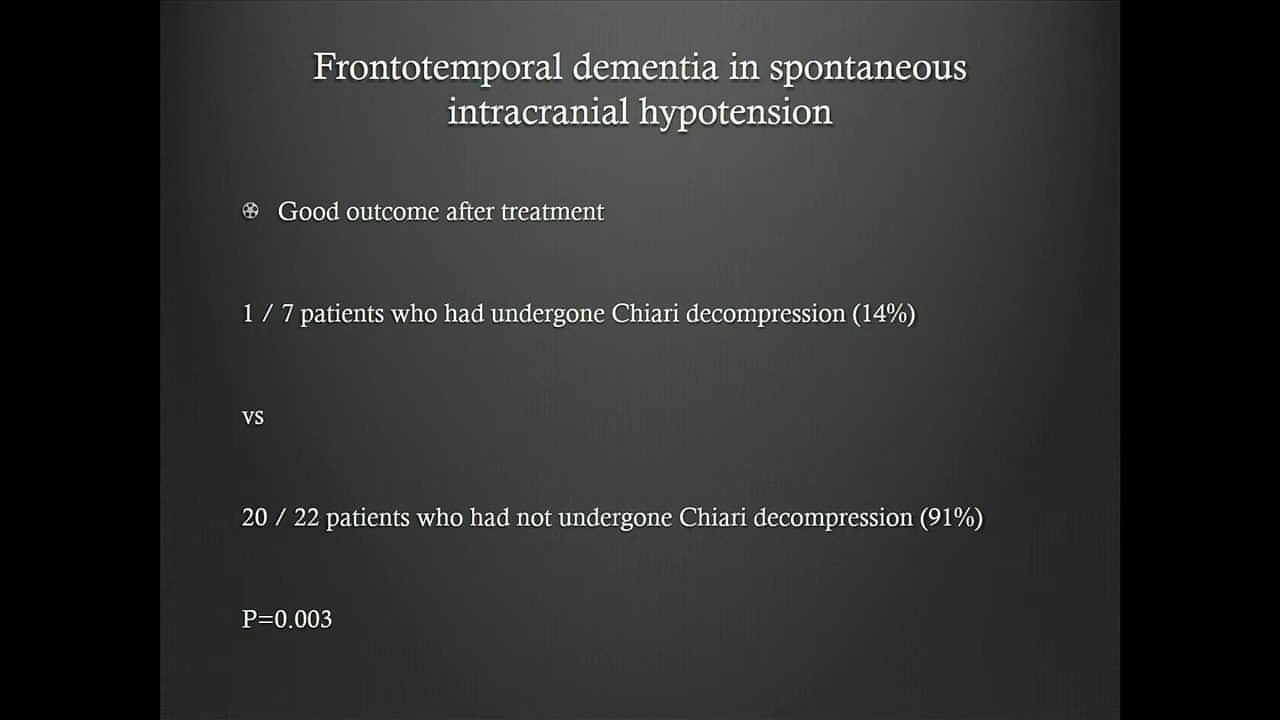 Frontotemporal dementia in spontaneous
intracranial hypotension
Good outcome after treatment
1 / 7 patients who had undergone Chiari decompression (14%)
vs
20 / 22 patients who had not undergone Chiari decompression (91%)
P=0.003